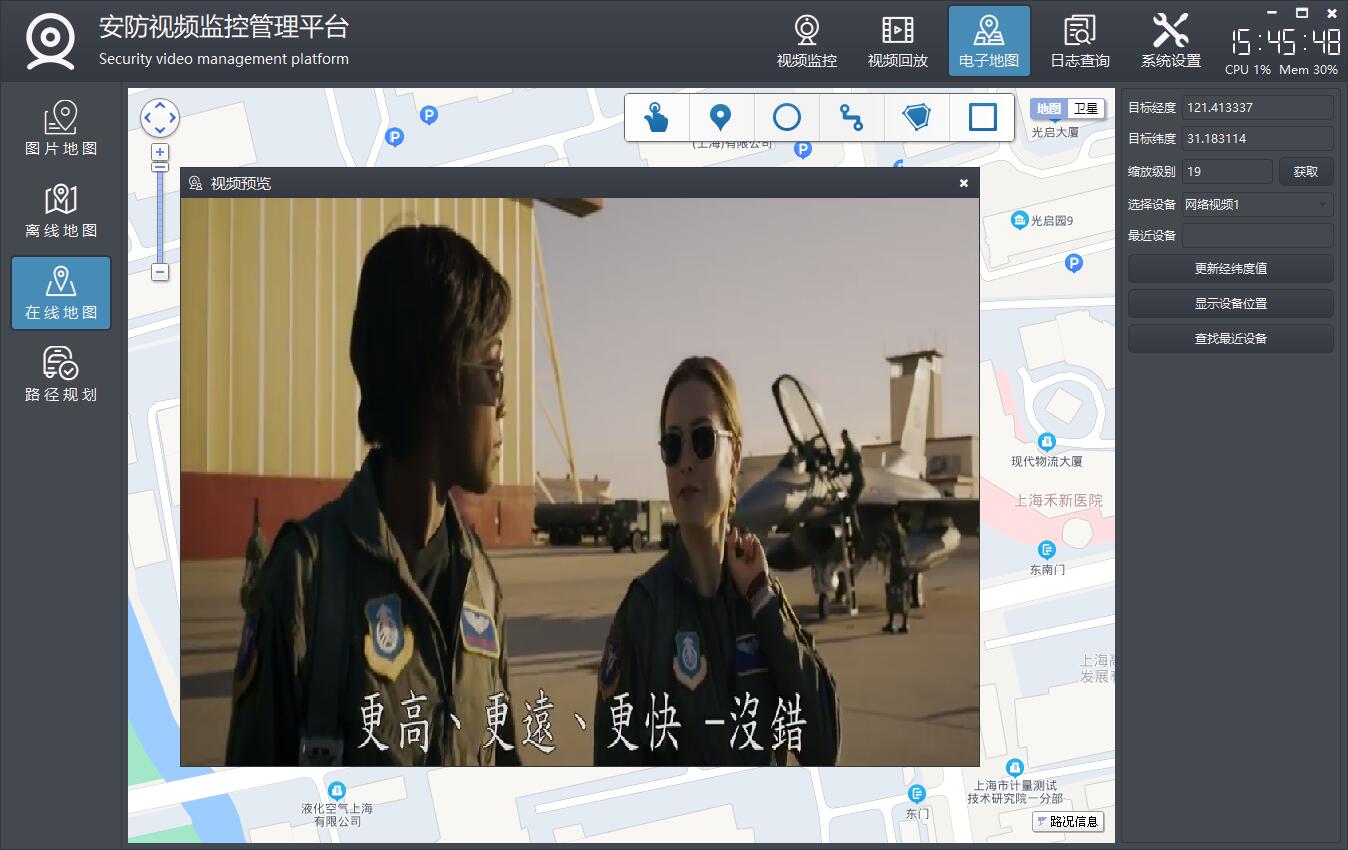 安防视频监控管理平台
Security video management platform
视频监控
视频回放
电子地图
日志查询
系统设置
15:45:48
CPU 1% Mem 30%
图片地图
离线地图
在线地图
路径规划
P
P
P
(上海)有限公司
地图
卫星
光启大厦
光启园9
P
现代物流大厦
上海禾新医院
东南门
上海市计量测试
技术研究院一分部
东门
液化空气上海
有限公司
路况信息
视频预览
更高、更遠、更快 -沒錯
目标经度 121.413337
目标纬度 31.183114
缩放级别 19 获取
选择设备 网络视频1
最近设备
更新经纬度值
显示设备位置
查找最近设备